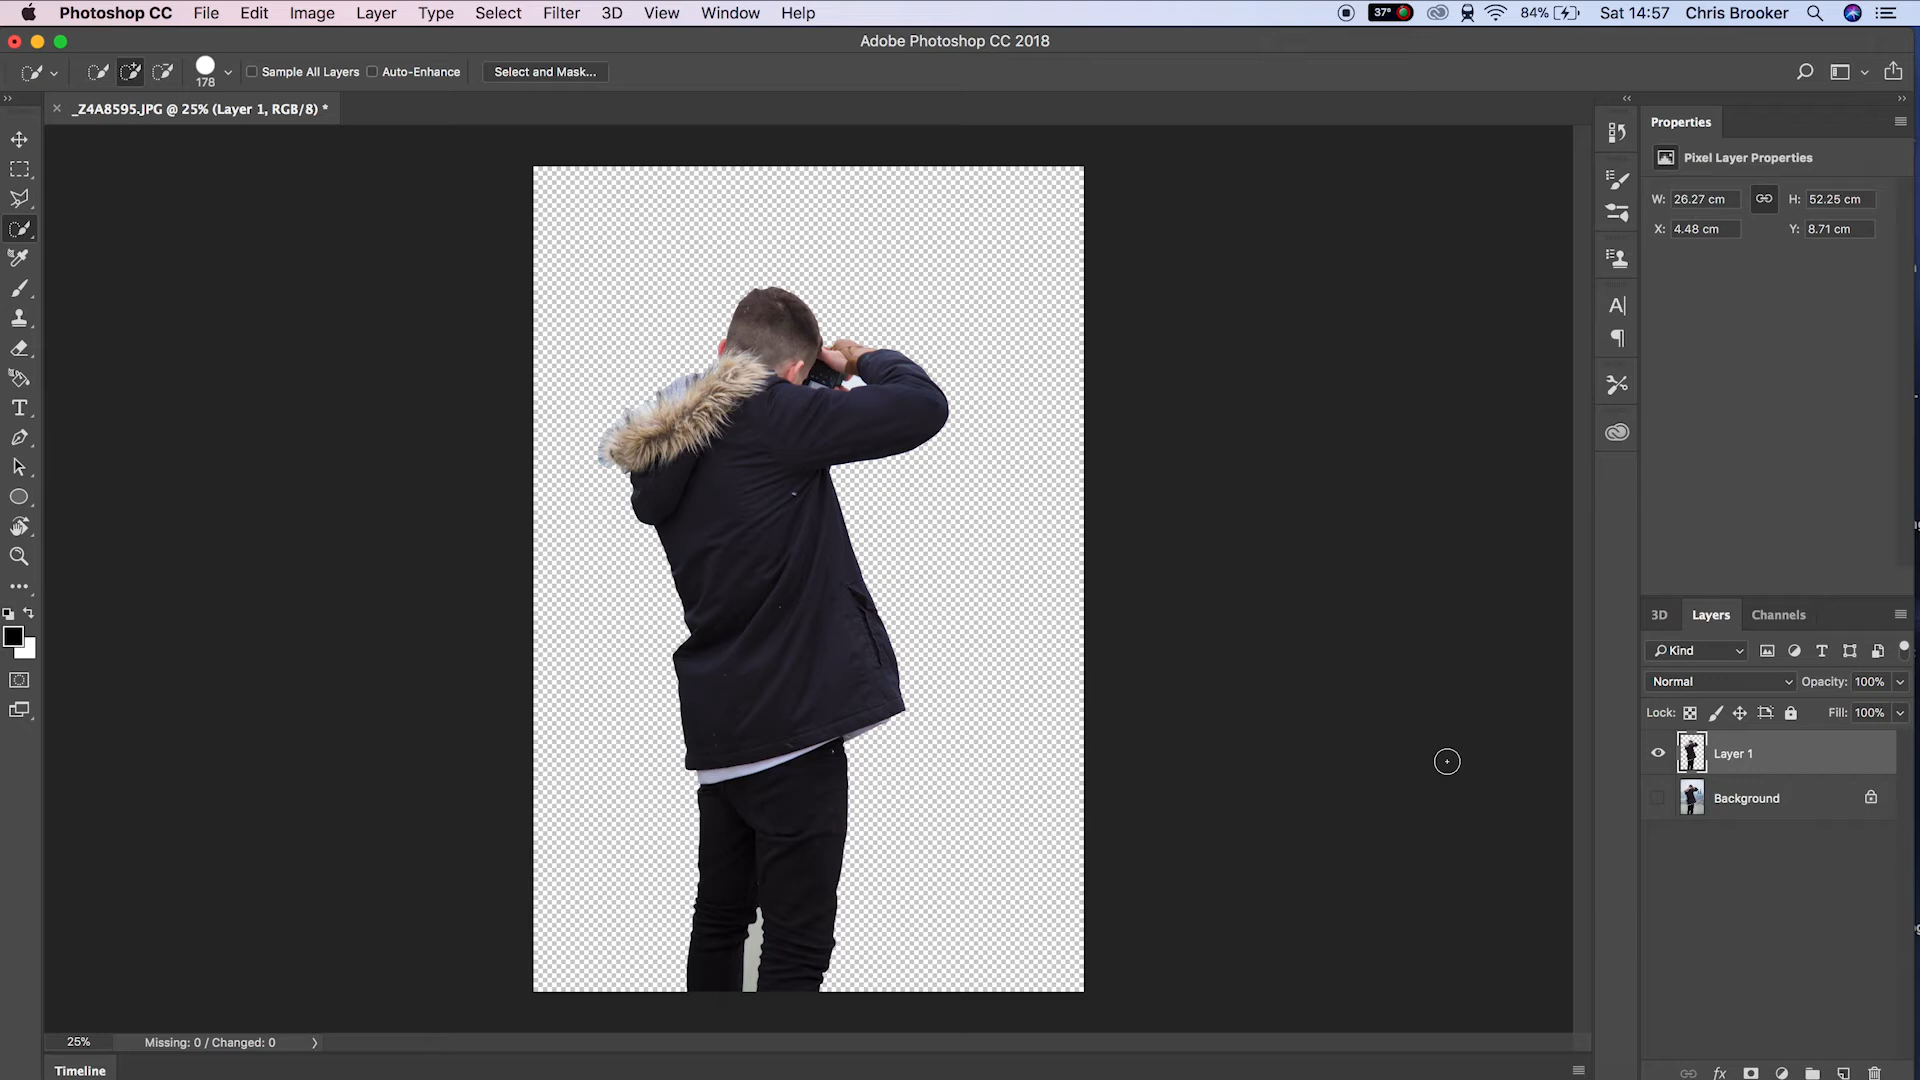 Photoshop CC File Edit Image Layer Type Select Filter 3D View Window Help 37° 84% Sat 14:57 Chris Brooker
Adobe Photoshop CC 2018
178 Sample All Layers Auto-Enhance Select and Mask...
_Z4A8595.JPG @ 25% (Layer 1, RGB/8) *
Properties
Pixel Layer Properties
W: 26.27 cm H: 52.25 cm
X: 4.48 cm Y: 8.71 cm
3D Layers Channels
Kind
Normal Opacity: 100%
Lock: Fill: 100%
Layer 1
Background
fx
25% Missing: 0 / Changed: 0
Timeline